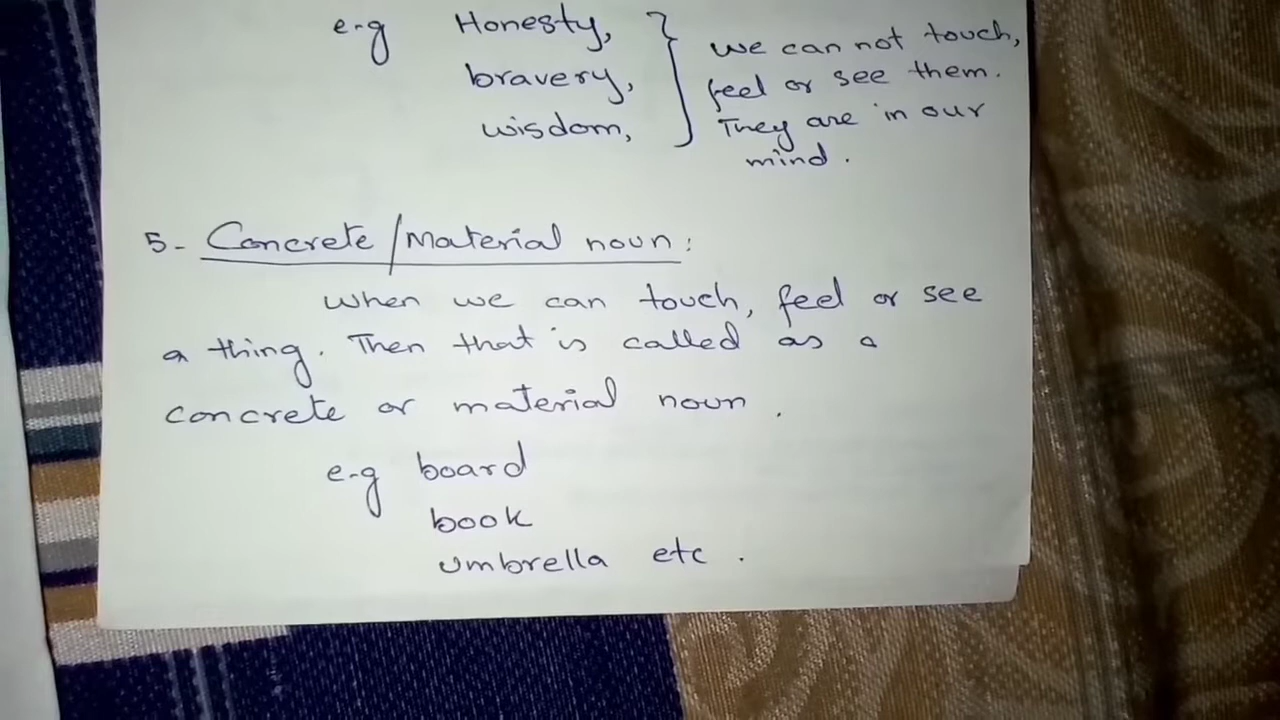 e-g Honesty,
bravery,
wisdom,
we can not touch,
feel or see them.
They are in our
mind.
5- Concrete/Material noun:
When we can touch, feel or see
a thing. Then that is called as a
concrete or material noun.
e-g board
book
umbrella etc.